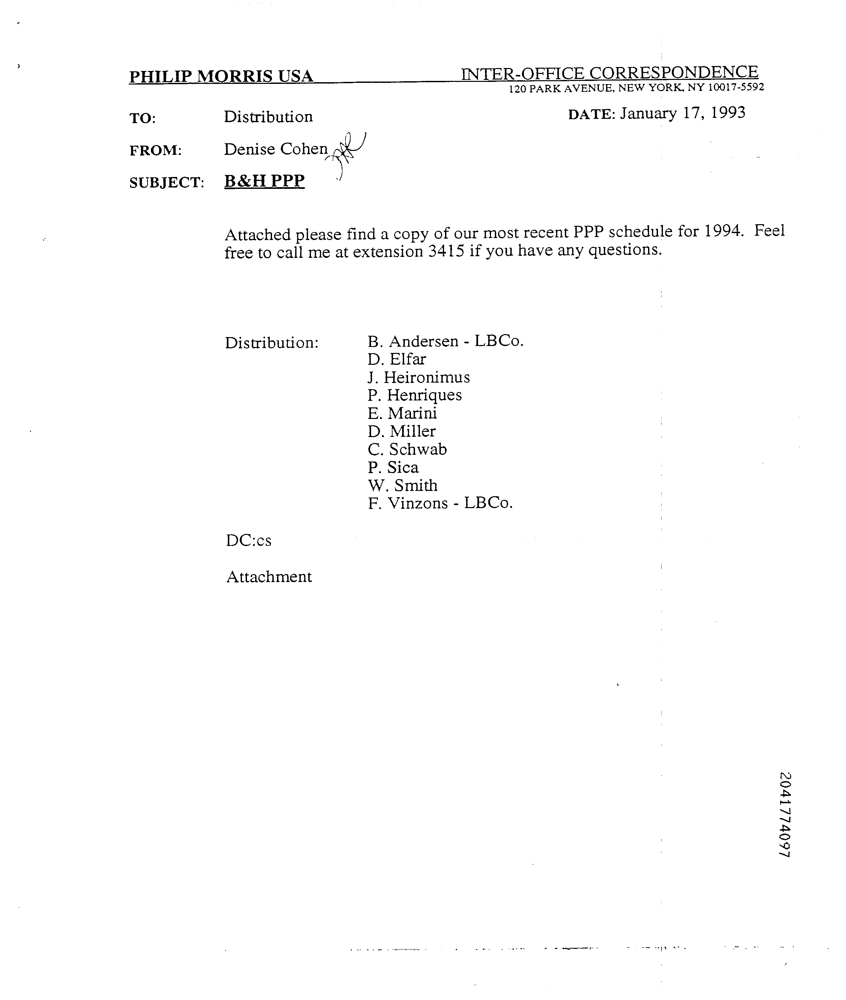 PHILIP MORRIS USA INTER-OFFICE CORRESPONDENCE
120 PARK AVENUE, NEW YORK, NY 10017-5592
TO: Distribution DATE: January 17, 1993
FROM: Denise Cohen
SUBJECT: B&H PPP
Attached please find a copy of our most recent PPP schedule for 1994. Feel
free to call me at extension 3415 if you have any questions.
Distribution: B. Andersen - LBCo.
D. Elfar
J. Heironimus
P. Henriques
E. Marini
D. Miller
C. Schwab
P. Sica
W. Smith
F. Vinzons - LBCo.
DC:cs
Attachment
2041774097